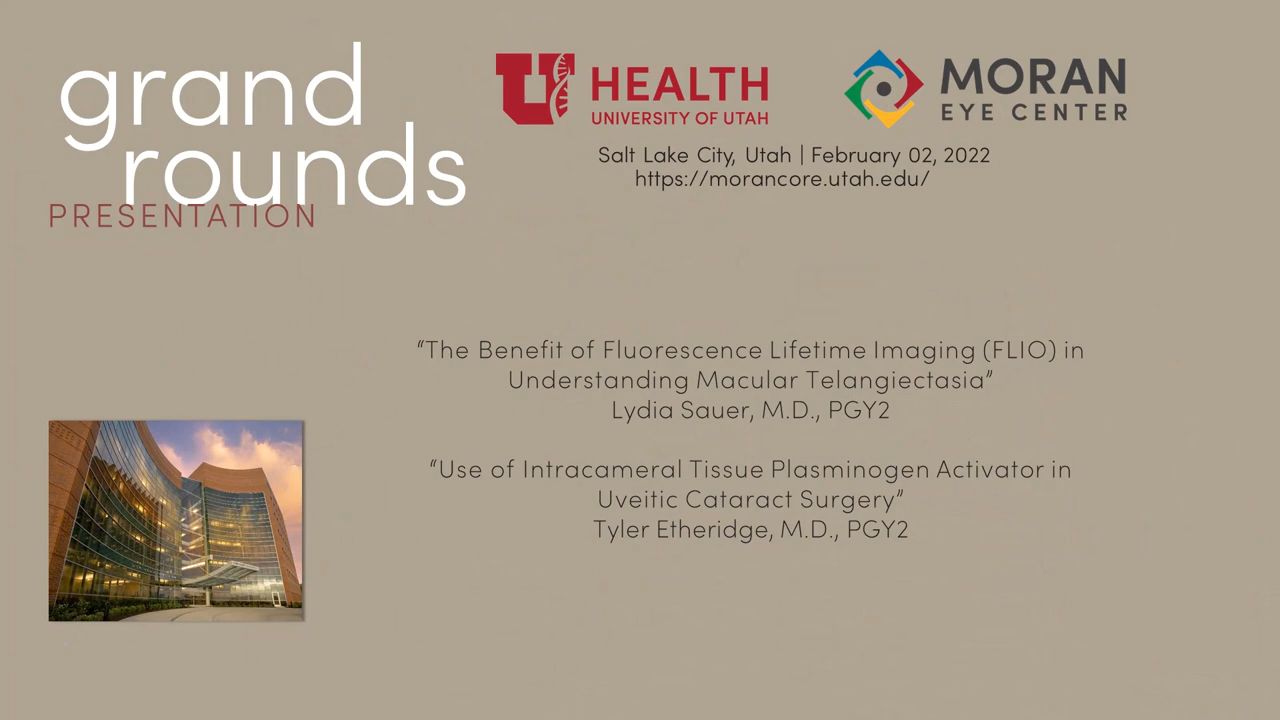 grand
rounds
PRESENTATION
U HEALTH
UNIVERSITY OF UTAH
MORAN
EYE CENTER
Salt Lake City, Utah | February 02, 2022
https://morancore.utah.edu/
“The Benefit of Fluorescence Lifetime Imaging (FLIO) in
Understanding Macular Telangiectasia”
Lydia Sauer, M.D., PGY2
“Use of Intracameral Tissue Plasminogen Activator in
Uveitic Cataract Surgery”
Tyler Etheridge, M.D., PGY2